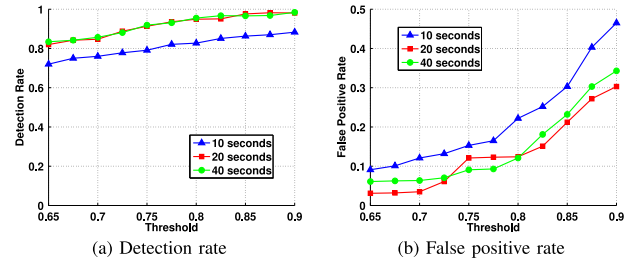 1
0.8
0.6
0.4
0.2
0
Detection Rate
10 seconds
20 seconds
40 seconds
0.65 0.7 0.75 0.8 0.85 0.9
Threshold
(a) Detection rate
0.5
0.4
0.3
0.2
0.1
0
False Positive Rate
10 seconds
20 seconds
40 seconds
0.65 0.7 0.75 0.8 0.85 0.9
Threshold
(b) False positive rate